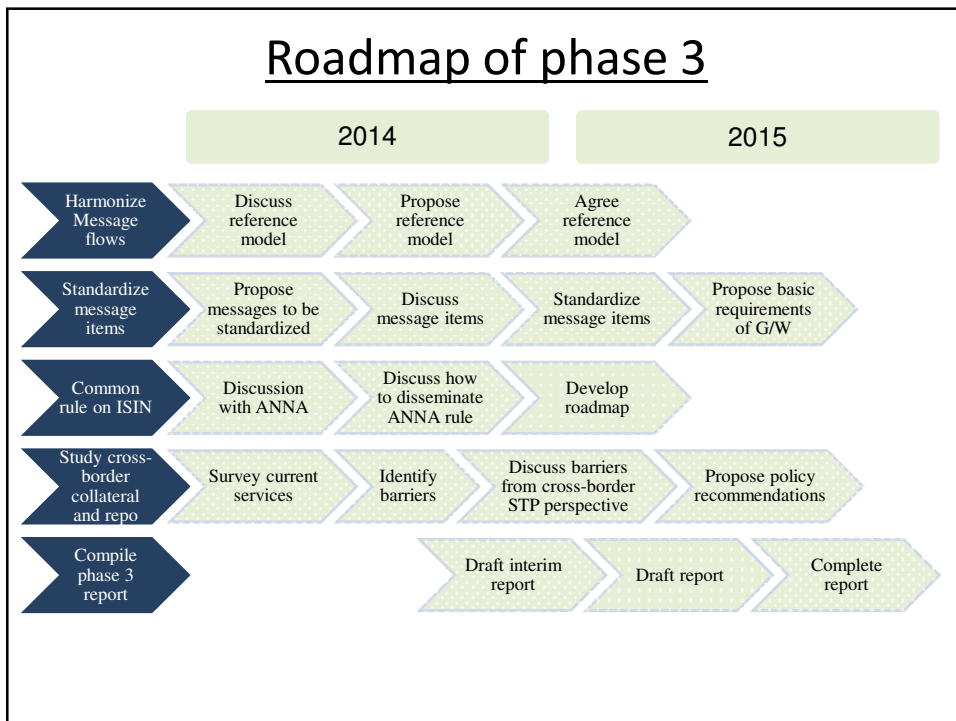 Roadmap of phase 3
2014
2015
Harmonize
Message
flows
Discuss
reference
model
Propose
reference
model
Agree
reference
model
Standardize
message
items
Propose
messages to be
standardized
Discuss
message items
Standardize
message items
Propose basic
requirements
of G/W
Common
rule on ISIN
Discussion
with ANNA
Discuss how
to disseminate
ANNA rule
Develop
roadmap
Study cross-
border
collateral
and repo
Survey current
services
Identify
barriers
Discuss barriers
from cross-border
STP perspective
Propose policy
recommendations
Compile
phase 3
report
Draft interim
report
Draft report
Complete
report